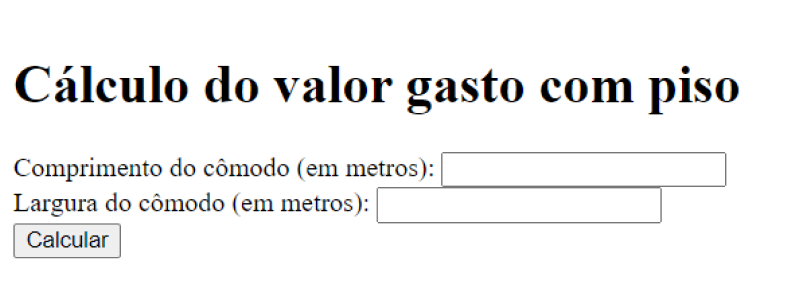 Cálculo do valor gasto com piso
Comprimento do cômodo (em metros):
Largura do cômodo (em metros):
Calcular